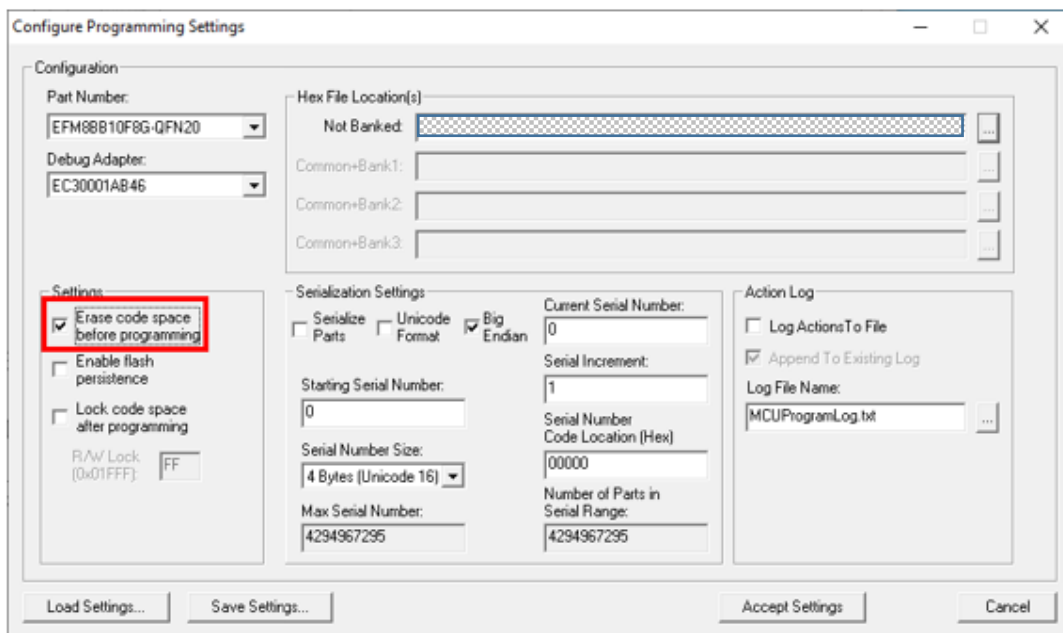 Configure Programming Settings
Configuration
Part Number:
EFM8BB10F8G-QFN20
Debug Adapter:
EC30001AB46
Hex File Location(s)
Not Banked:
...
Common+Bank1:
...
Common+Bank2:
...
Common+Bank3:
...
Settings
Erase code space
before programming
Enable flash
persistence
Lock code space
after programming
R/W Lock
(0x01FFF):
FF
Serialization Settings
Serialize
Parts
Unicode
Format
Big
Endian
Starting Serial Number:
0
Serial Number Size:
4 Bytes (Unicode 16)
Max Serial Number:
4294967295
Current Serial Number:
0
Serial Increment:
1
Serial Number
Code Location (Hex)
00000
Number of Parts in
Serial Range:
4294967295
Action Log
Log ActionsTo File
Append To Existing Log
Log File Name:
MCUProgramLog.txt
...
Load Settings...
Save Settings...
Accept Settings
Cancel